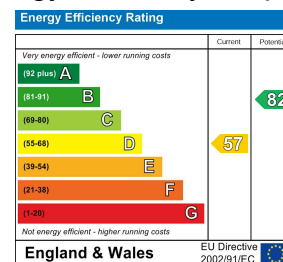 Energy Efficiency Rating
Current Potential
Very energy efficient - lower running costs
(92 plus) A
(81-91) B
82
(69-80) C
(55-68) D
57
(39-54) E
(21-38) F
(1-20) G
Not energy efficient - higher running costs
England & Wales
EU Directive
2002/91/EC